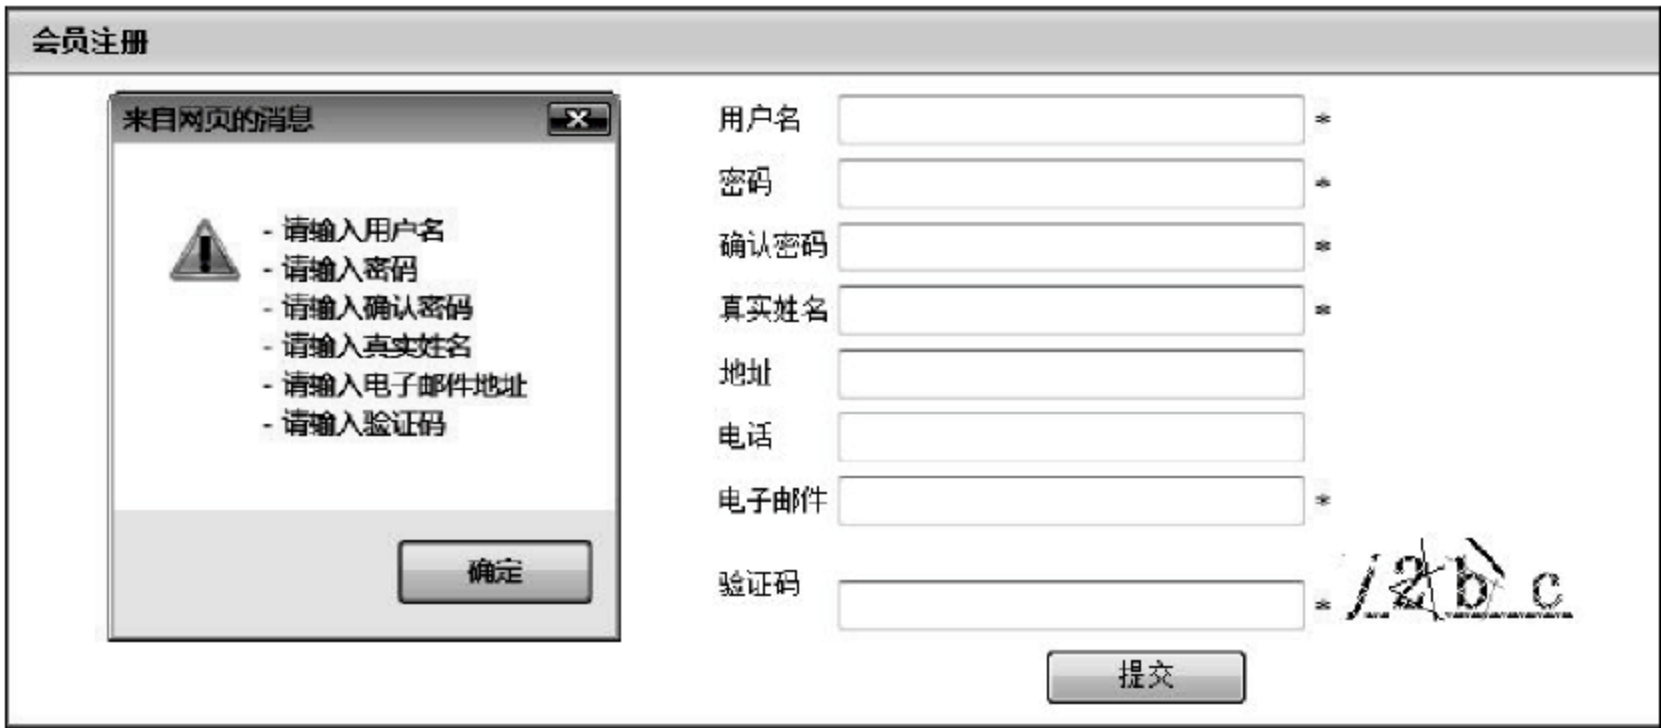 会员注册
来自网页的消息
- 请输入用户名
- 请输入密码
- 请输入确认密码
- 请输入真实姓名
- 请输入电子邮件地址
- 请输入验证码
确定
用户名 *
密码 *
确认密码 *
真实姓名 *
地址
电话
电子邮件 *
验证码 * 2 b c
提交